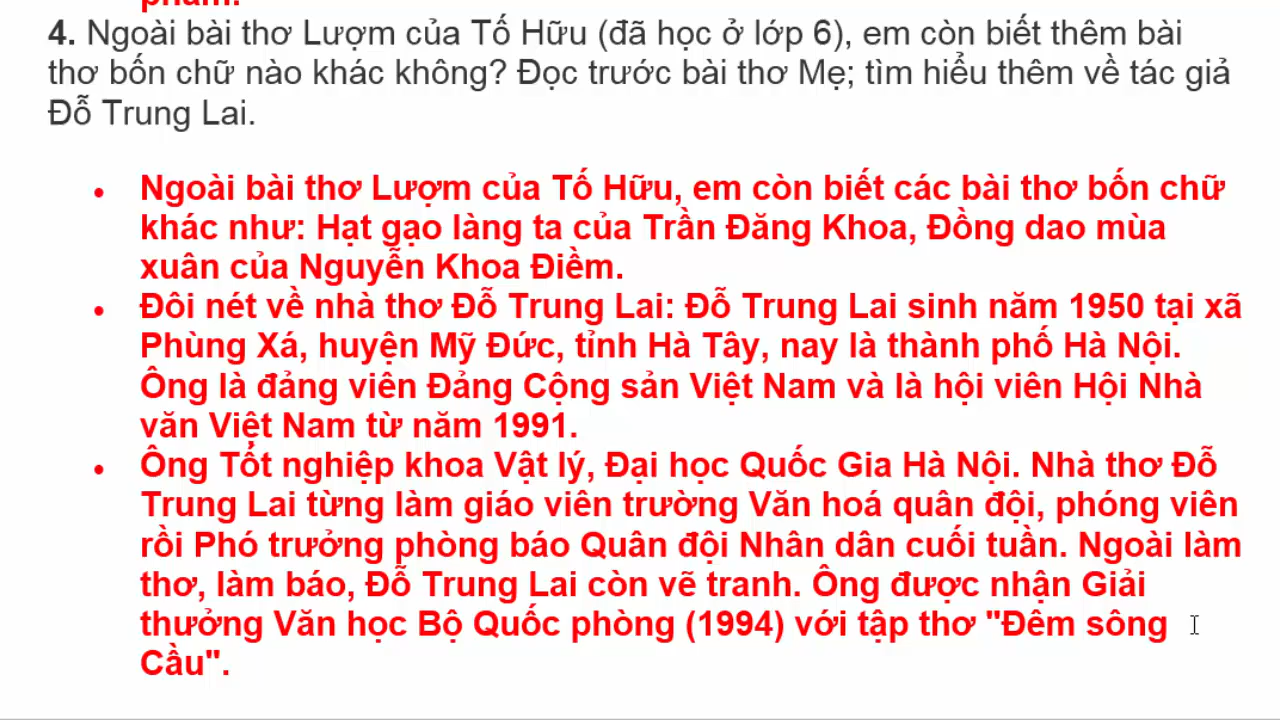 phẩm.
4. Ngoài bài thơ Lượm của Tố Hữu (đã học ở lớp 6), em còn biết thêm bài
thơ bốn chữ nào khác không? Đọc trước bài thơ Mẹ; tìm hiểu thêm về tác giả
Đỗ Trung Lai.
• Ngoài bài thơ Lượm của Tố Hữu, em còn biết các bài thơ bốn chữ
khác như: Hạt gạo làng ta của Trần Đăng Khoa, Đồng dao mùa
xuân của Nguyễn Khoa Điềm.
• Đôi nét về nhà thơ Đỗ Trung Lai: Đỗ Trung Lai sinh năm 1950 tại xã
Phùng Xá, huyện Mỹ Đức, tỉnh Hà Tây, nay là thành phố Hà Nội.
Ông là đảng viên Đảng Cộng sản Việt Nam và là hội viên Hội Nhà
văn Việt Nam từ năm 1991.
• Ông Tốt nghiệp khoa Vật lý, Đại học Quốc Gia Hà Nội. Nhà thơ Đỗ
Trung Lai từng làm giáo viên trường Văn hoá quân đội, phóng viên
rồi Phó trưởng phòng báo Quân đội Nhân dân cuối tuần. Ngoài làm
thơ, làm báo, Đỗ Trung Lai còn vẽ tranh. Ông được nhận Giải
thưởng Văn học Bộ Quốc phòng (1994) với tập thơ "Đêm sông
Cầu".